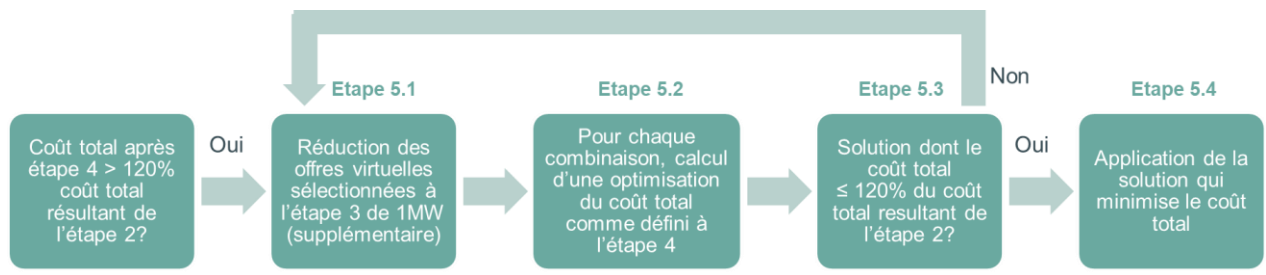 Non
Etape 5.1
Etape 5.2
Etape 5.3
Etape 5.4
Coût total après
étape 4 > 120%
coût total
résultant de
l'étape 2?
Oui
Réduction des
offres virtuelles
sélectionnées à
l'étape 3 de 1MW
(supplémentaire)
Pour chaque
combinaison, calcul
d'une optimisation
du coût total
comme défini à
l'étape 4
Solution dont le
coût total
≤ 120% du coût
total resultant de
l'étape 2?
Oui
Application de la
solution qui
minimise le coût
total